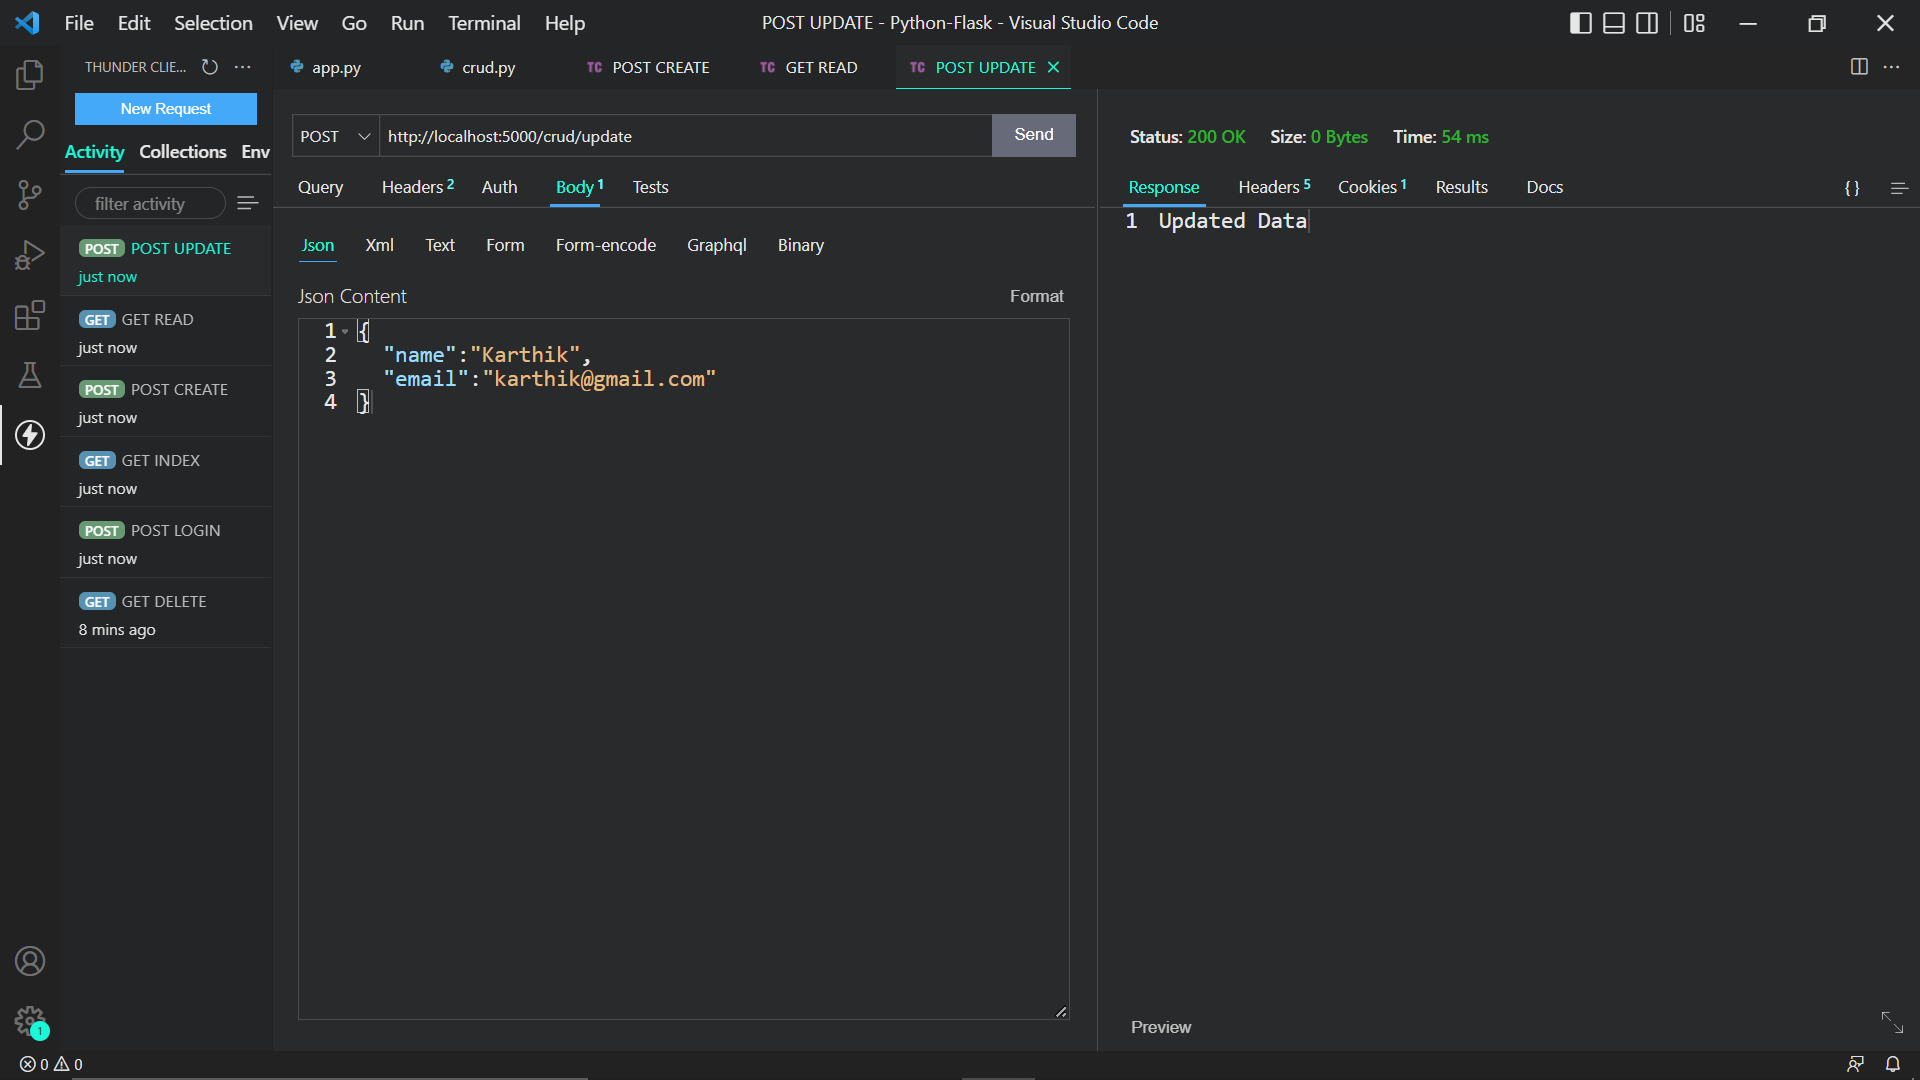 File Edit Selection View Go Run Terminal Help
POST UPDATE - Python-Flask - Visual Studio Code
THUNDER CLIE...
app.py
crud.py
TC POST CREATE
TC GET READ
TC POST UPDATE
New Request
Activity Collections Env
filter activity
POST POST UPDATE
just now
GET GET READ
just now
POST POST CREATE
just now
GET GET INDEX
just now
POST POST LOGIN
just now
GET GET DELETE
8 mins ago
1
POST http://localhost:5000/crud/update Send
Query Headers 2 Auth Body 1 Tests
Json Xml Text Form Form-encode Graphql Binary
Json Content Format
1 {
2 "name":"Karthik",
3 "email":"karthik@gmail.com"
4 }
Status: 200 OK Size: 0 Bytes Time: 54 ms
Response Headers 5 Cookies 1 Results Docs {}
1 Updated Data
Preview
0 0